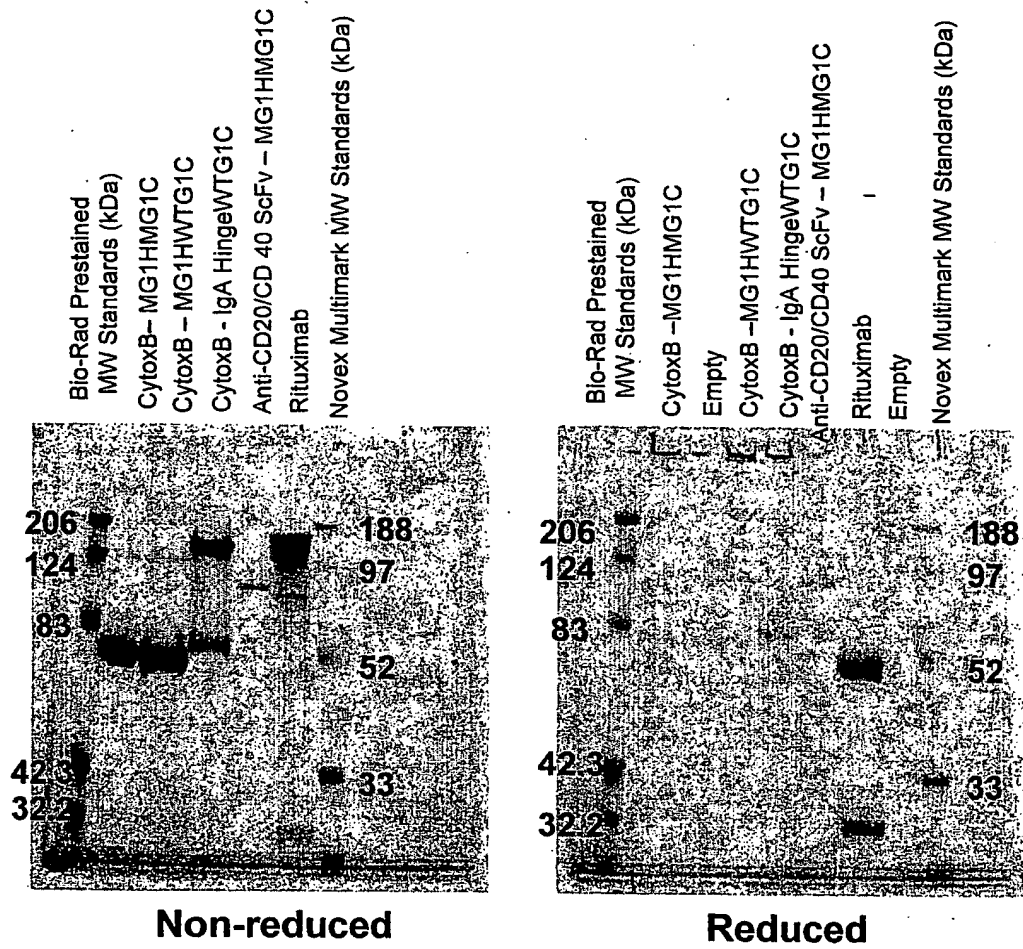 Bio-Rad Prestained
MW Standards (kDa)
CytoxB– MG1HMG1C
CytoxB – MG1HWTG1C
CytoxB - IgA HingeWTG1C
Anti-CD20/CD 40 ScFv – MG1HMG1C
Rituximab
Novex Multimark MW Standards (kDa)
206
124
83
42.3
32.2
188
97
52
33
Non-reduced
Bio-Rad Prestained
MW Standards (kDa)
CytoxB –MG1HMG1C
Empty
CytoxB –MG1HWTG1C
CytoxB - IgA HingeWTG1C
Anti-CD20/CD40 ScFv – MG1HMG1C
Rituximab
Empty
Novex Multimark MW Standards (kDa)
206
124
83
42.3
32.2
188
97
52
33
Reduced